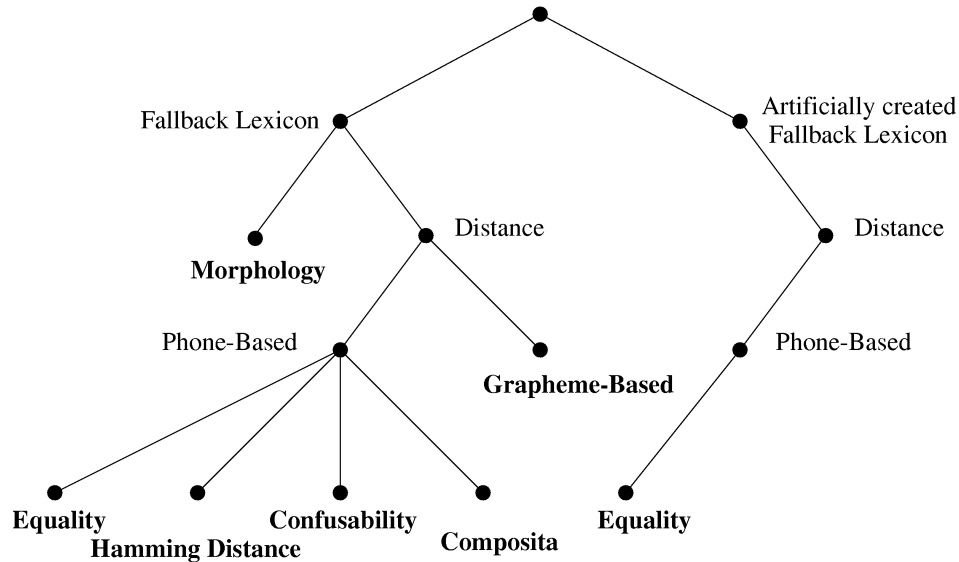 Fallback Lexicon
Artificially created
Fallback Lexicon
Distance
Distance
Morphology
Phone-Based
Phone-Based
Grapheme-Based
Equality
Confusability
Equality
Hamming Distance
Composita